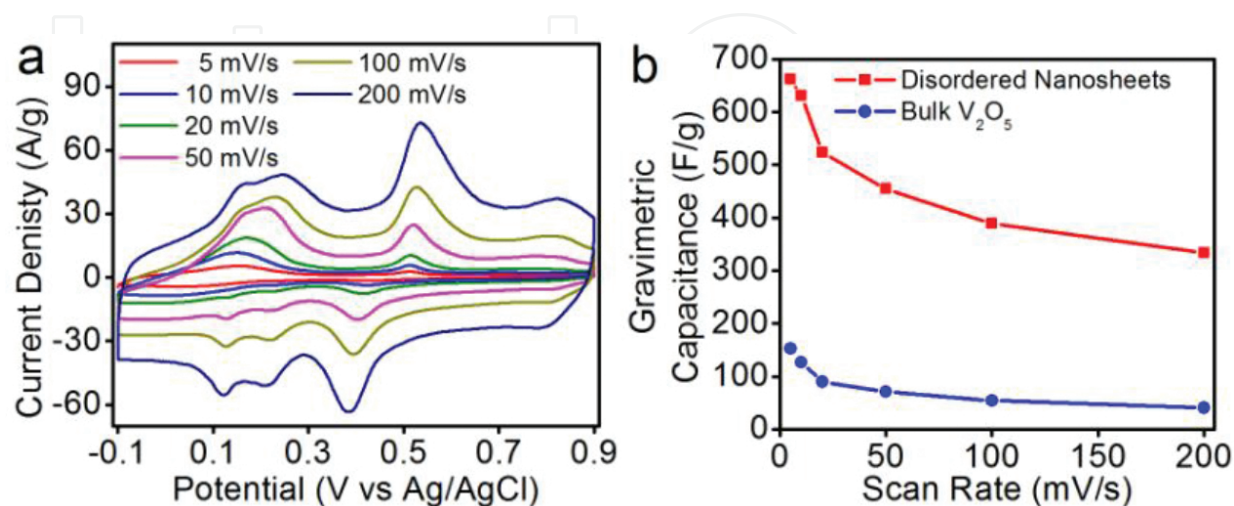 a
5 mV/s
10 mV/s
20 mV/s
50 mV/s
100 mV/s
200 mV/s
Current Denisty (A/g)
90
60
30
0
-30
-60
-0.1 0.1 0.3 0.5 0.7 0.9
Potential (V vs Ag/AgCl)
b
Disordered Nanosheets
Bulk V₂O₅
Gravimetric
Capacitance (F/g)
700
600
500
400
300
200
100
0
0 50 100 150 200
Scan Rate (mV/s)